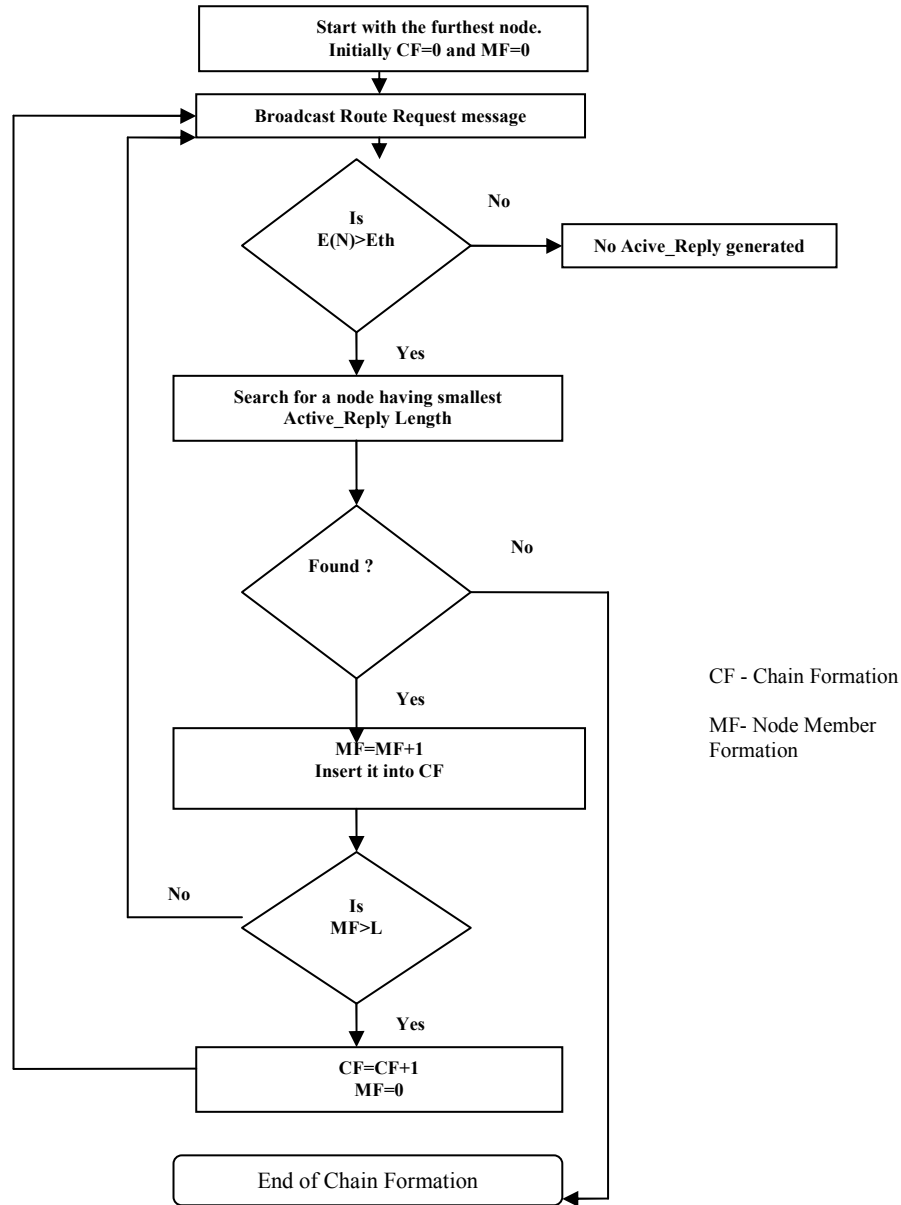 Start with the furthest node.
Initially CF=0 and MF=0
Broadcast Route Request message
Is
E(N)>Eth
No
No Acive_Reply generated
Yes
Search for a node having smallest
Active_Reply Length
Found ?
No
Yes
MF=MF+1
Insert it into CF
Is
MF>L
No
Yes
CF=CF+1
MF=0
End of Chain Formation
CF - Chain Formation
MF- Node Member
Formation